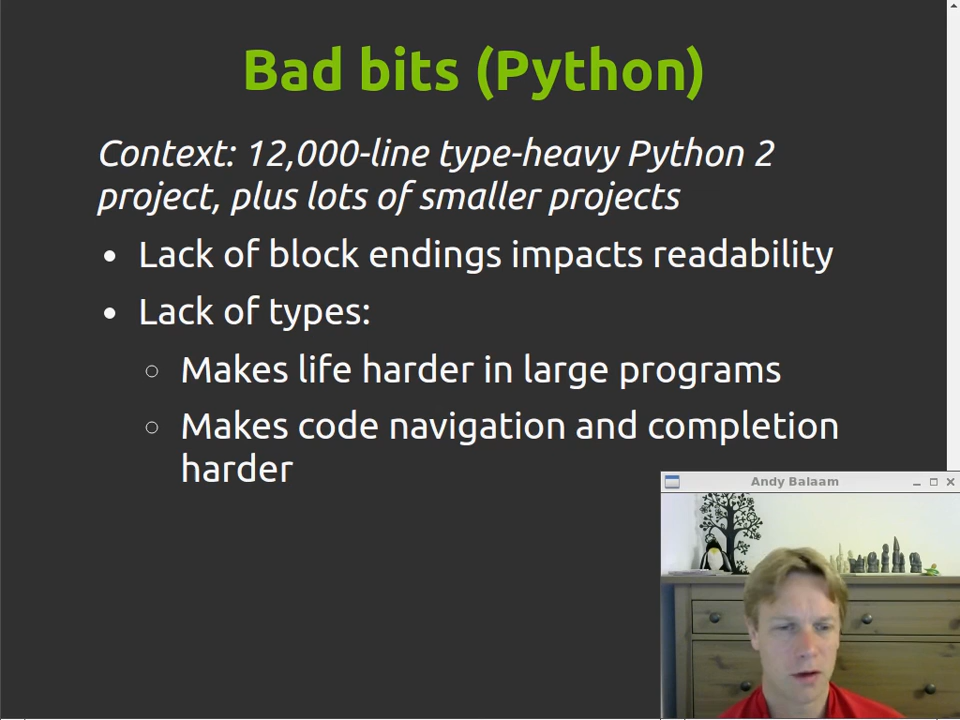 Bad bits (Python)
Context: 12,000-line type-heavy Python 2
project, plus lots of smaller projects
• Lack of block endings impacts readability
• Lack of types:
○ Makes life harder in large programs
○ Makes code navigation and completion
harder
Andy Balaam